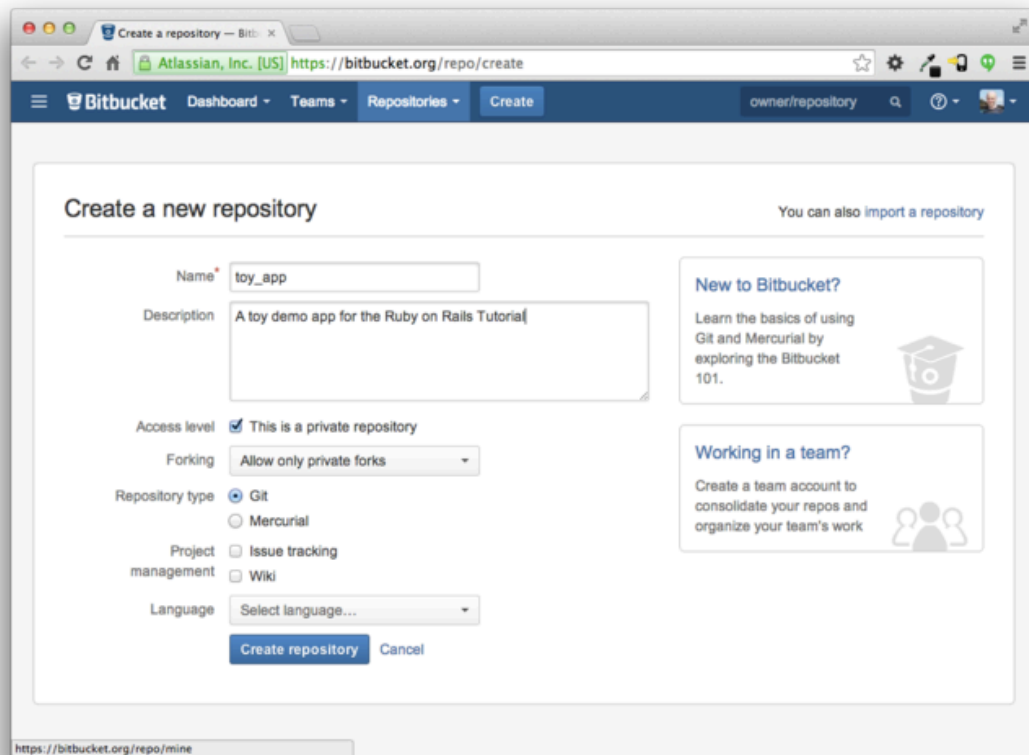 Create a repository — Bitb
Atlassian, Inc. [US] https://bitbucket.org/repo/create
Bitbucket Dashboard Teams Repositories Create owner/repository
Create a new repository
You can also import a repository
Name* toy_app
Description A toy demo app for the Ruby on Rails Tutorial
Access level This is a private repository
Forking Allow only private forks
Repository type Git
Mercurial
Project Issue tracking
management Wiki
Language Select language...
Create repository Cancel
New to Bitbucket?
Learn the basics of using
Git and Mercurial by
exploring the Bitbucket
101.
Working in a team?
Create a team account to
consolidate your repos and
organize your team's work
https://bitbucket.org/repo/mine